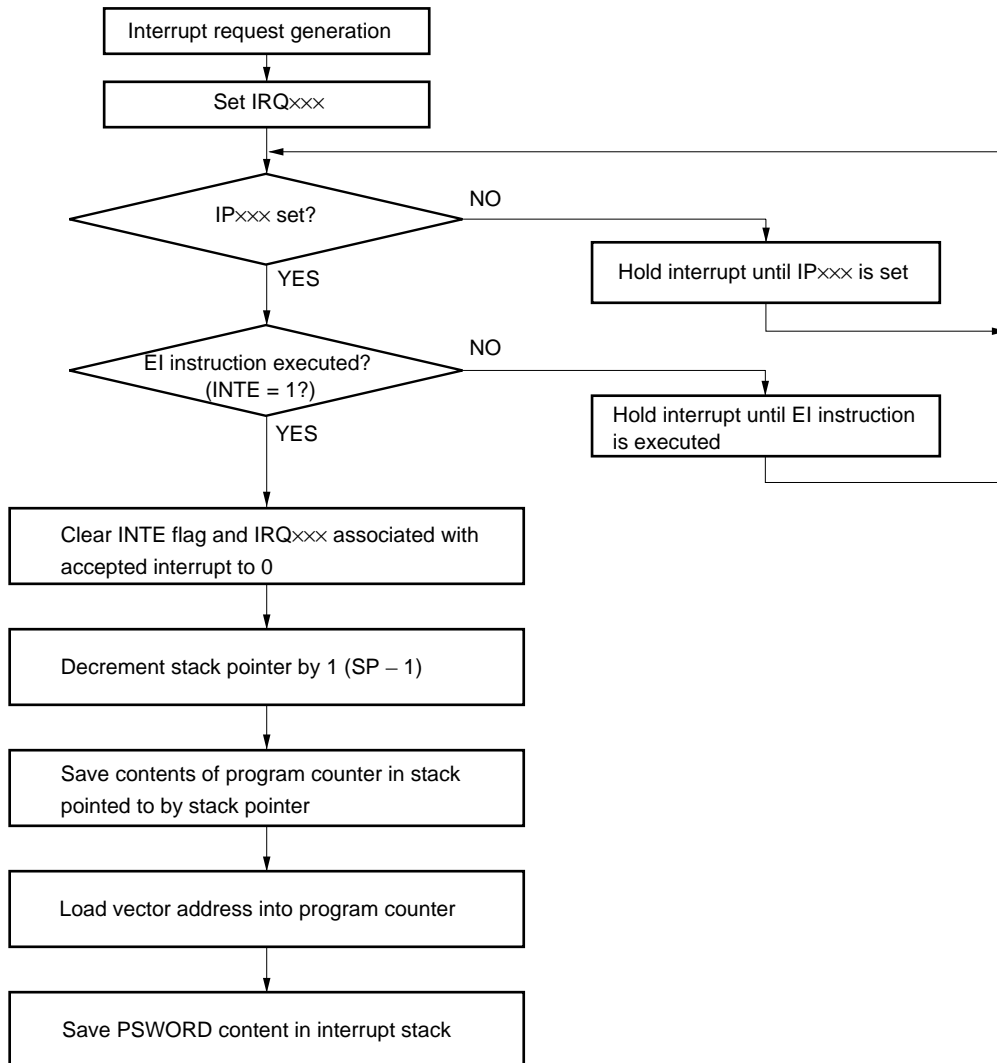 Interrupt request generation
Set IRQ×××
IP××× set?
NO
YES
Hold interrupt until IP××× is set
EI instruction executed?
(INTE = 1?)
NO
YES
Hold interrupt until EI instruction
is executed
Clear INTE flag and IRQ××× associated with
accepted interrupt to 0
Decrement stack pointer by 1 (SP – 1)
Save contents of program counter in stack
pointed to by stack pointer
Load vector address into program counter
Save PSWORD content in interrupt stack